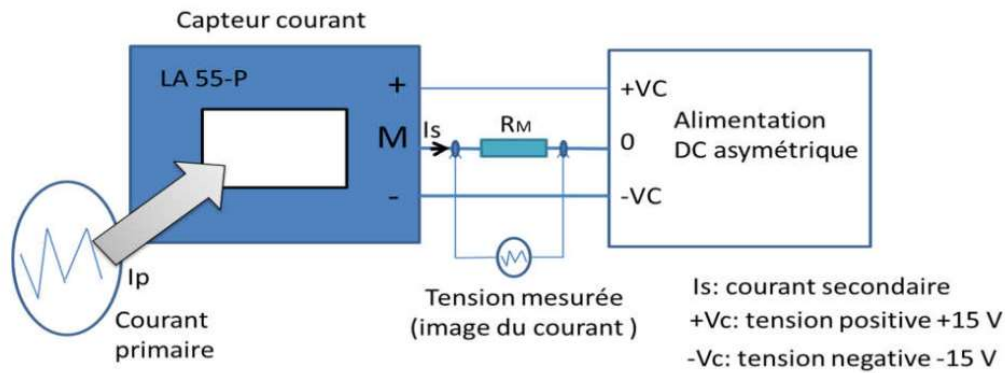 Capteur courant
LA 55-P
+
M
-
Is
RM
+VC
0
-VC
Alimentation
DC asymétrique
Ip
Courant
primaire
Tension mesurée
(image du courant )
Is: courant secondaire
+Vc: tension positive +15 V
-Vc: tension negative -15 V